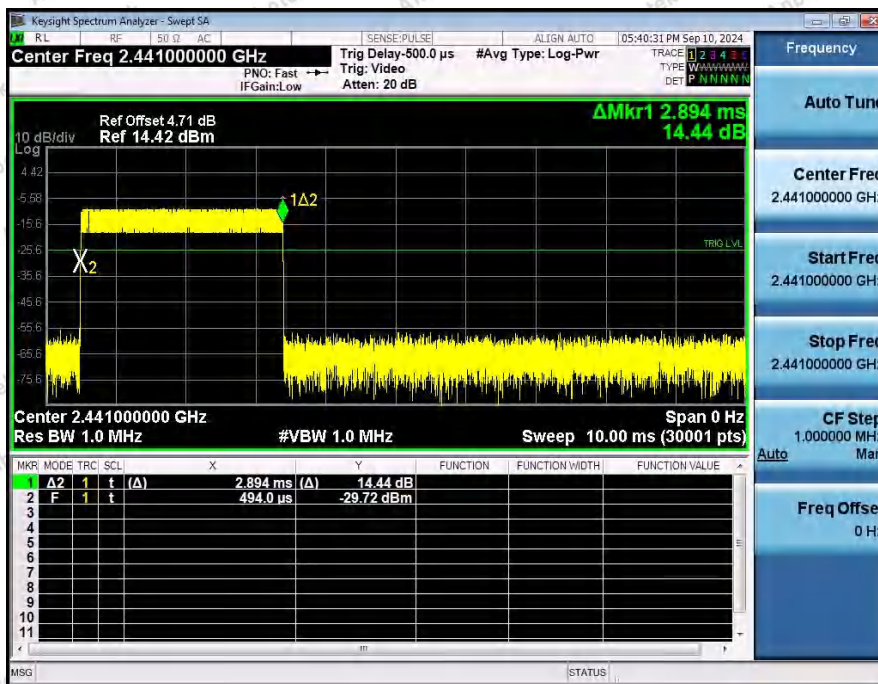 Keysight Spectrum Analyzer - Swept SA
RL RF 50 Ω AC SENSE:PULSE ALIGN AUTO 05:40:31 PM Sep 10, 2024
Center Freq 2.441000000 GHz
PNO: Fast
IFGain:Low
Trig Delay-500.0 μs
Trig: Video
Atten: 20 dB
#Avg Type: Log-Pwr
TRACE 1 2 3 4 5 6
TYPE WWWWWW
DET P N N N N N
Ref Offset 4.71 dB
Ref 14.42 dBm
10 dB/div
Log
ΔMkr1 2.894 ms
14.44 dB
4.42
-5.58
-15.6
-25.6
-35.6
-45.6
-55.6
-65.6
-75.6
1Δ2
X2
TRIG LVL
Center 2.441000000 GHz Span 0 Hz
Res BW 1.0 MHz #VBW 1.0 MHz Sweep 10.00 ms (30001 pts)
MKR MODE TRC SCL X Y FUNCTION FUNCTION WIDTH FUNCTION VALUE
1 Δ2 1 t (Δ) 2.894 ms (Δ) 14.44 dB
2 F 1 t 494.0 μs -29.72 dBm
3
4
5
6
7
8
9
10
11
MSG STATUS
Frequency
Auto Tune
Center Freq
2.441000000 GHz
Start Freq
2.441000000 GHz
Stop Freq
2.441000000 GHz
CF Step
1.000000 MHz
Auto Man
Freq Offset
0 Hz